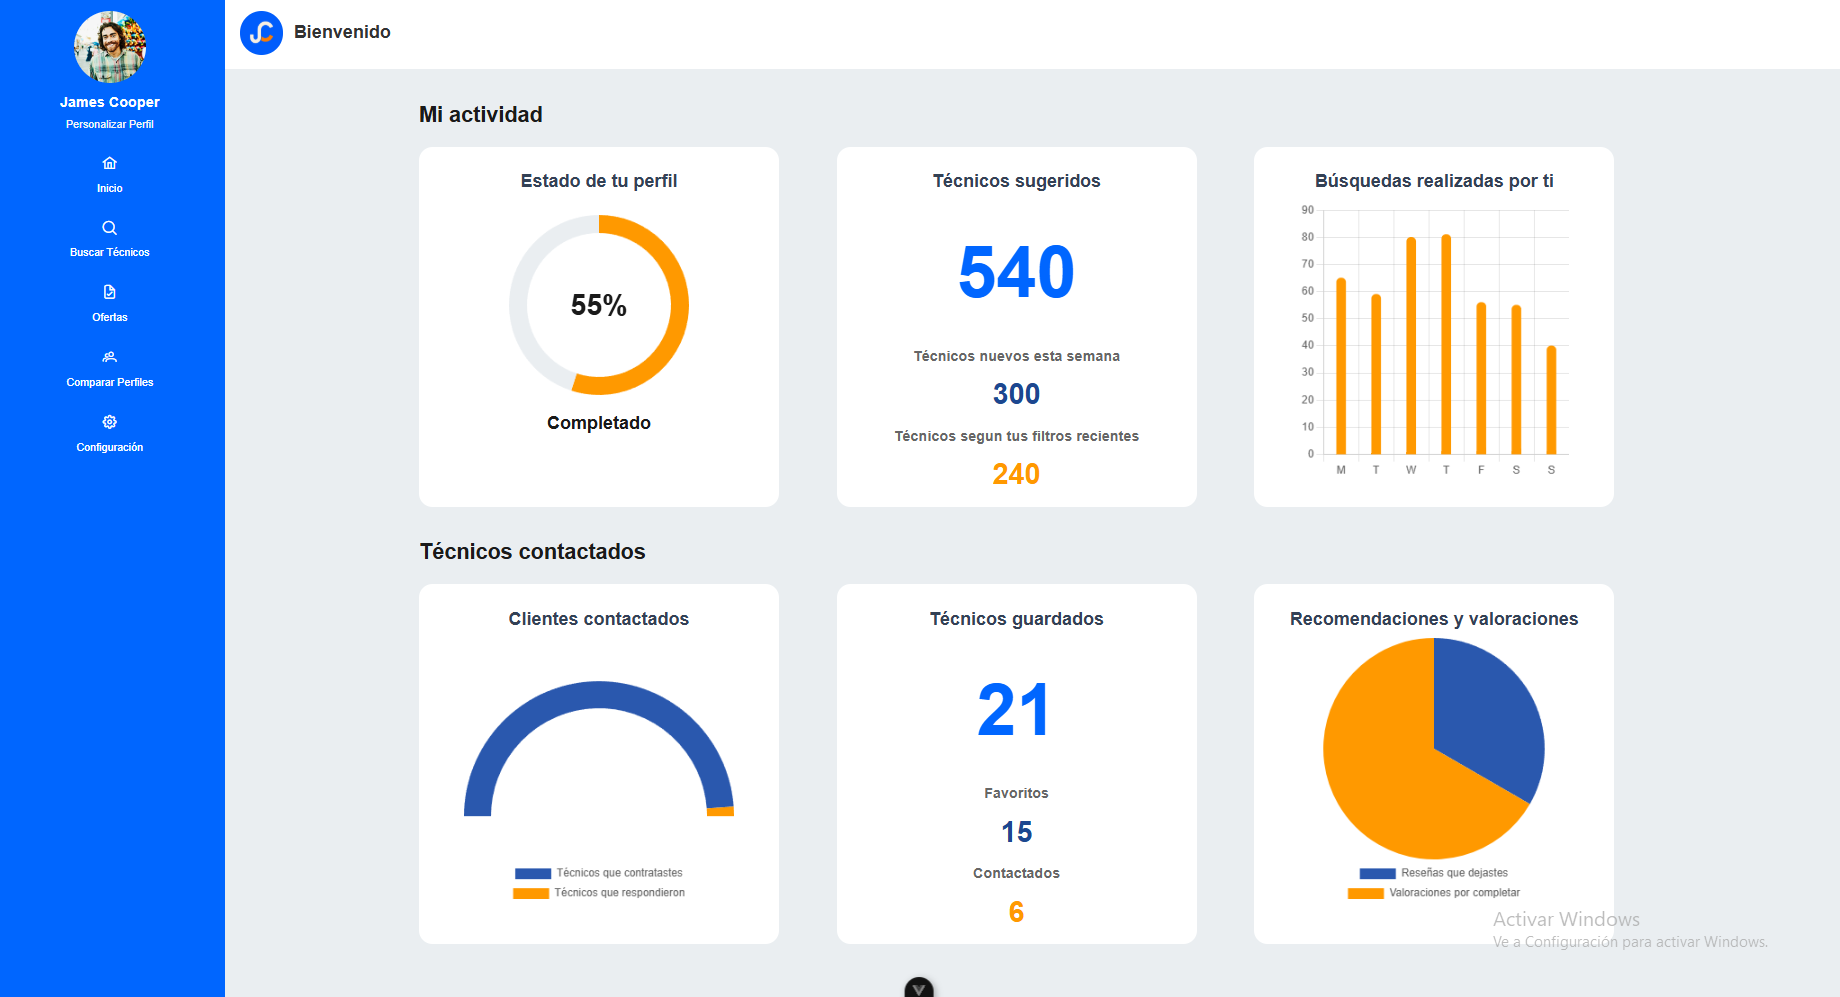 James Cooper
Personalizar Perfil
Inicio
Buscar Técnicos
Ofertas
Comparar Perfiles
Configuración
JC Bienvenido
Mi actividad
Estado de tu perfil
55%
Completado
Técnicos sugeridos
540
Técnicos nuevos esta semana
300
Técnicos segun tus filtros recientes
240
Búsquedas realizadas por ti
90
80
70
60
50
40
30
20
10
0
M T W T F S S
Técnicos contactados
Clientes contactados
Técnicos que contratastes
Técnicos que respondieron
Técnicos guardados
21
Favoritos
15
Contactados
6
Recomendaciones y valoraciones
Reseñas que dejastes
Valoraciones por completar
Activar Windows
Ve a Configuración para activar Windows.